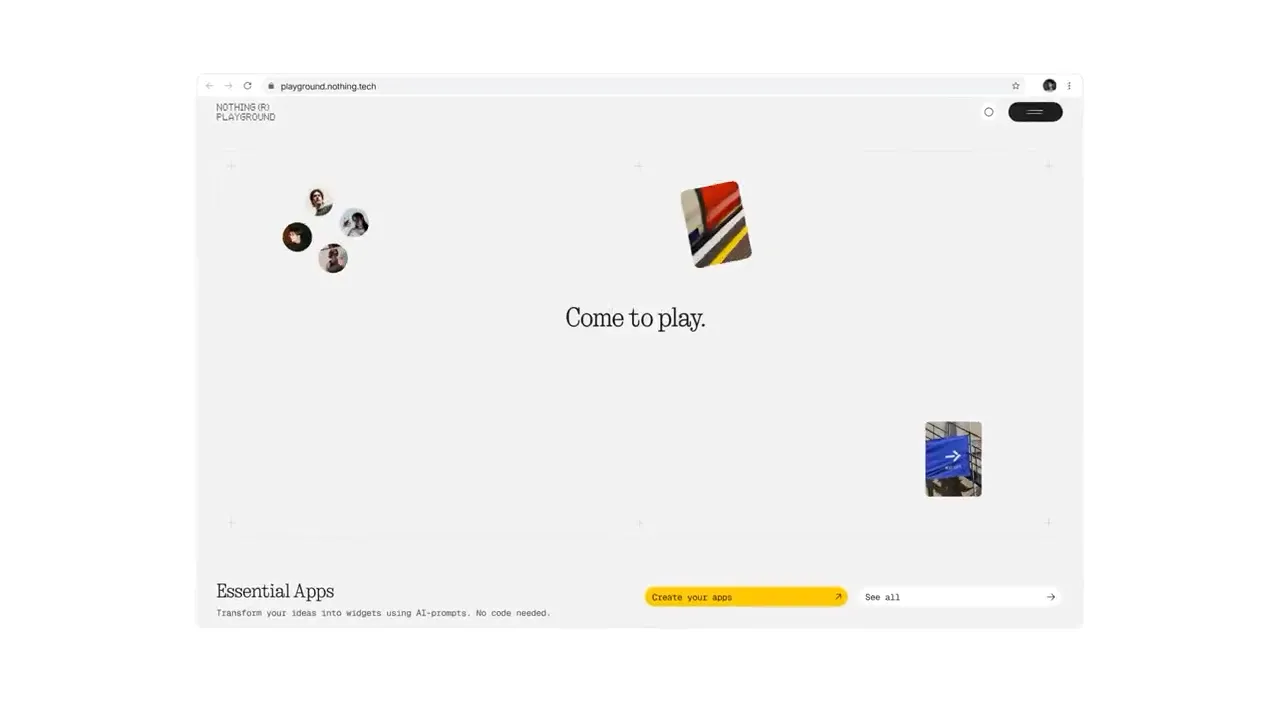 playground.nothing.tech
NOTHING (R)
PLAYGROUND
Come to play.
Essential Apps
Transform your ideas into widgets using AI-prompts. No code needed.
Create your apps
See all